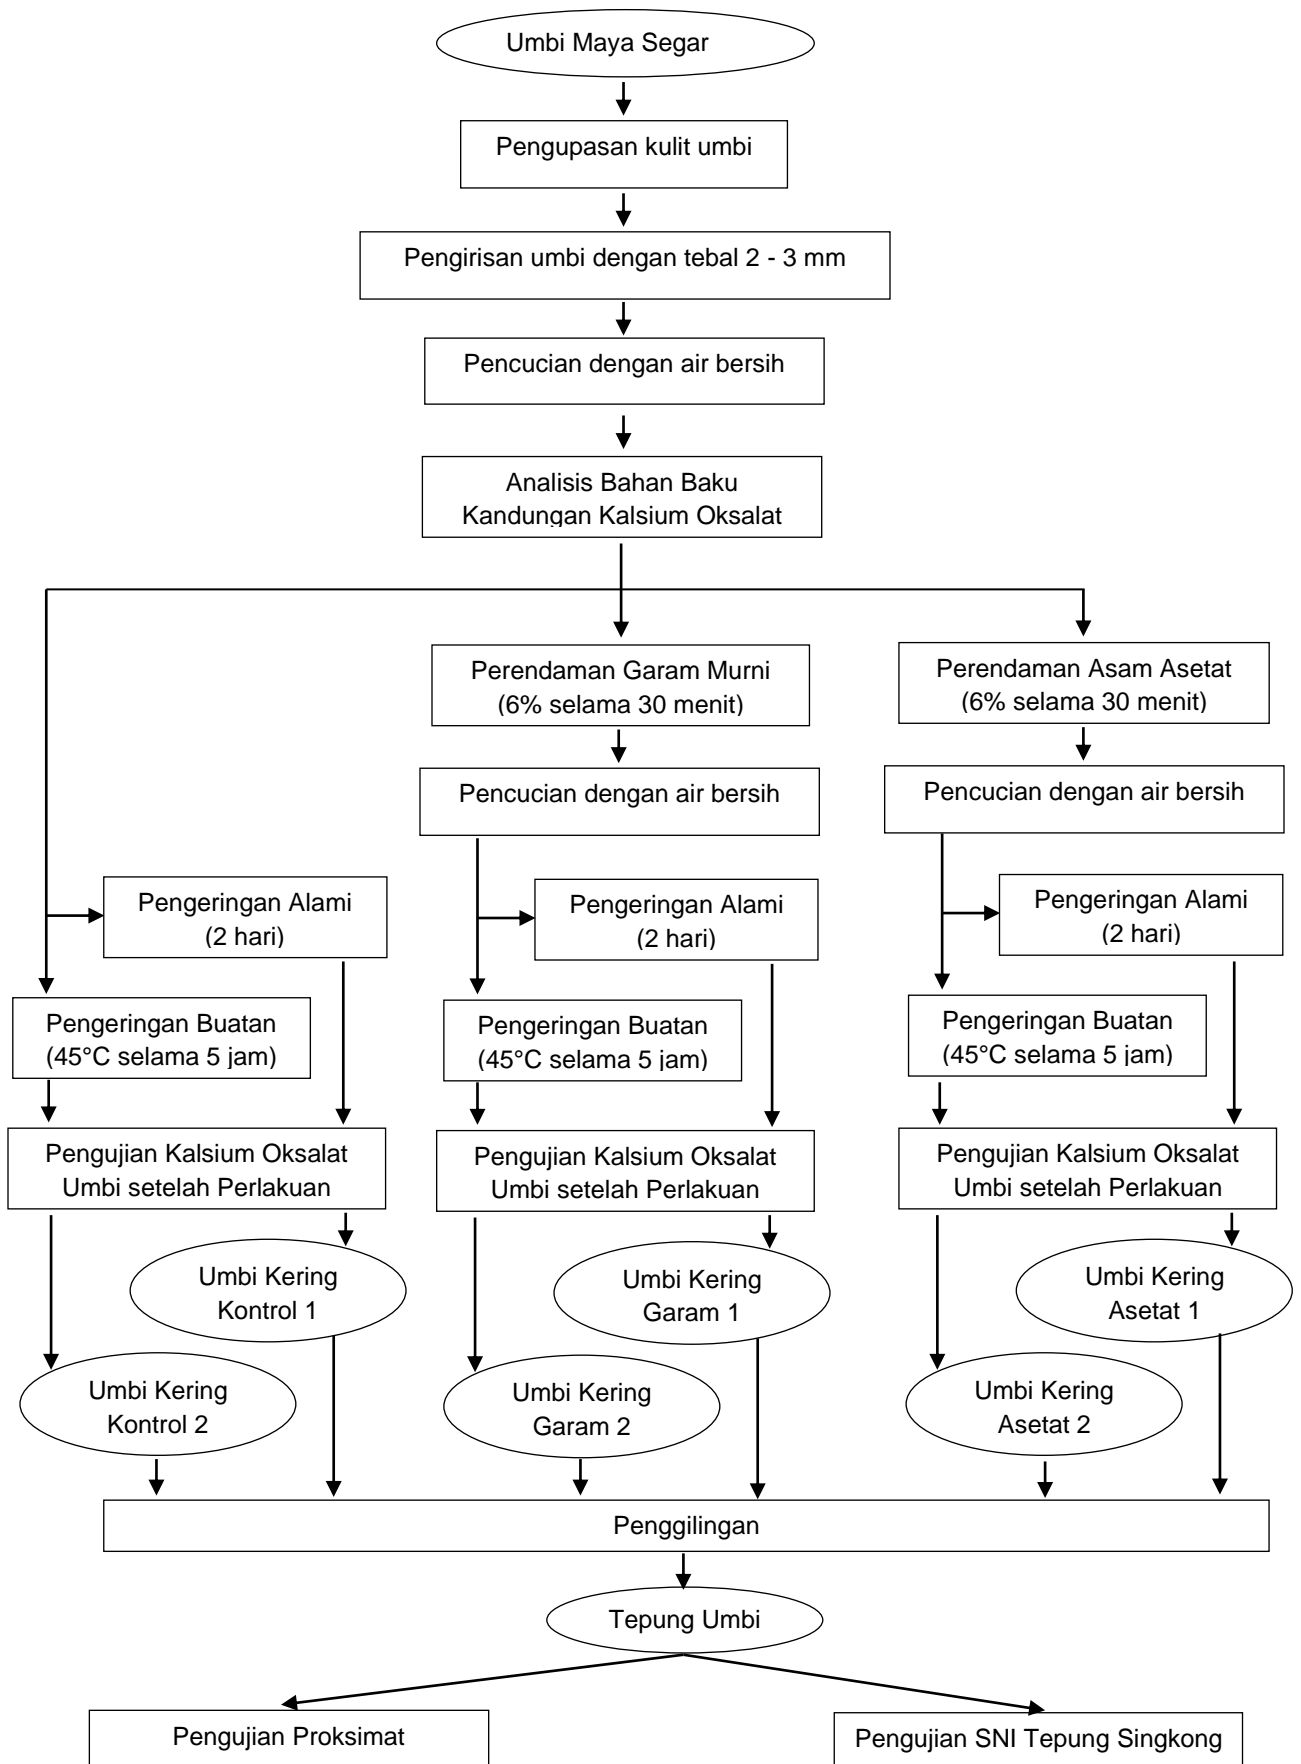 Umbi Maya Segar
Pengupasan kulit umbi
Pengirisan umbi dengan tebal 2 - 3 mm
Pencucian dengan air bersih
Analisis Bahan Baku
Kandungan Kalsium Oksalat
Perendaman Garam Murni
(6% selama 30 menit)
Perendaman Asam Asetat
(6% selama 30 menit)
Pencucian dengan air bersih
Pencucian dengan air bersih
Pengeringan Alami
(2 hari)
Pengeringan Alami
(2 hari)
Pengeringan Alami
(2 hari)
Pengeringan Buatan
(45°C selama 5 jam)
Pengeringan Buatan
(45°C selama 5 jam)
Pengeringan Buatan
(45°C selama 5 jam)
Pengujian Kalsium Oksalat
Umbi setelah Perlakuan
Pengujian Kalsium Oksalat
Umbi setelah Perlakuan
Pengujian Kalsium Oksalat
Umbi setelah Perlakuan
Umbi Kering
Kontrol 1
Umbi Kering
Garam 1
Umbi Kering
Asetat 1
Umbi Kering
Kontrol 2
Umbi Kering
Garam 2
Umbi Kering
Asetat 2
Penggilingan
Tepung Umbi
Pengujian Proksimat
Pengujian SNI Tepung Singkong